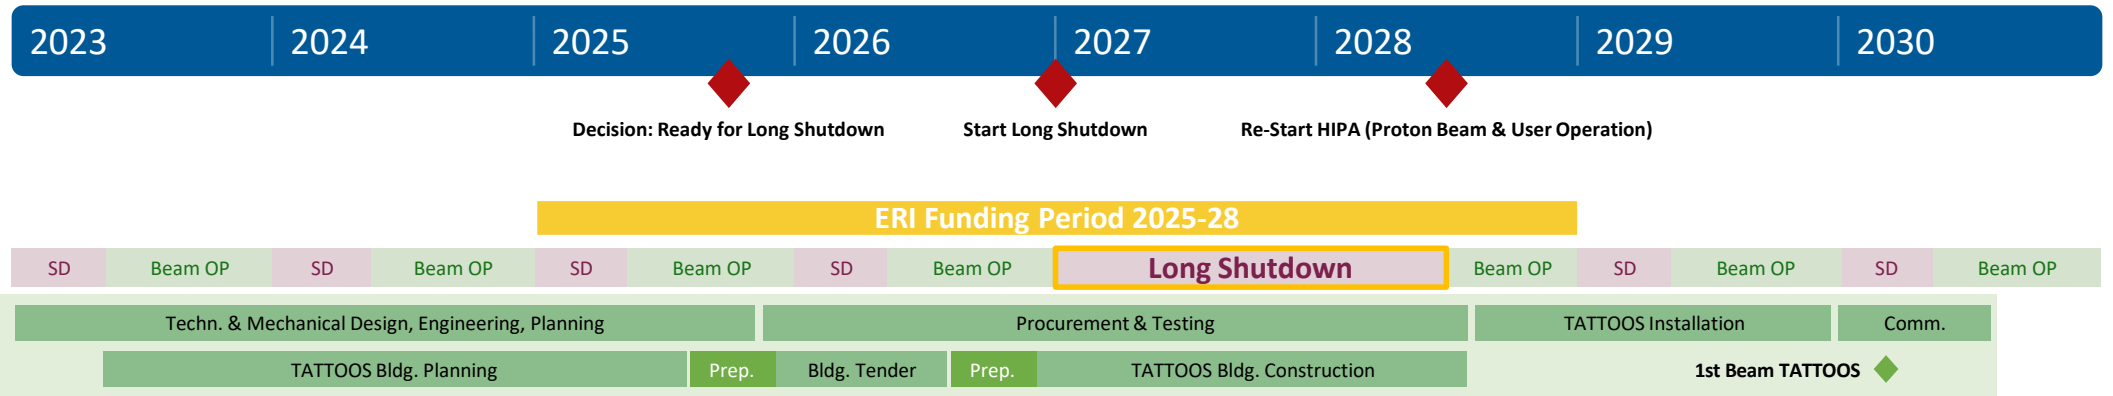 2023 2024 2025 2026 2027 2028 2029 2030
Decision: Ready for Long Shutdown Start Long Shutdown Re-Start HIPA (Proton Beam & User Operation)
ERI Funding Period 2025-28
SD Beam OP SD Beam OP SD Beam OP SD Beam OP Long Shutdown Beam OP SD Beam OP SD Beam OP
Techn. & Mechanical Design, Engineering, Planning Procurement & Testing TATTOOS Installation Comm.
TATTOOS Bldg. Planning Prep. Bldg. Tender Prep. TATTOOS Bldg. Construction 1st Beam TATTOOS